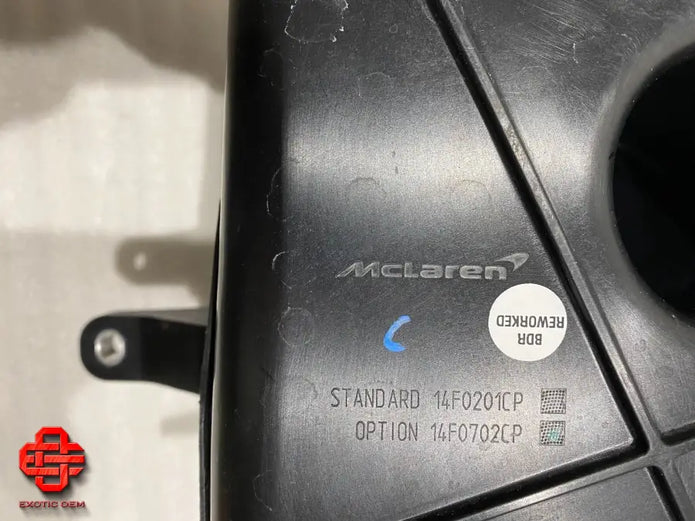 McLaren
BDR
REWORKED
STANDARD 14F0201CP
OPTION 14F0702CP
EXOTIC OEM